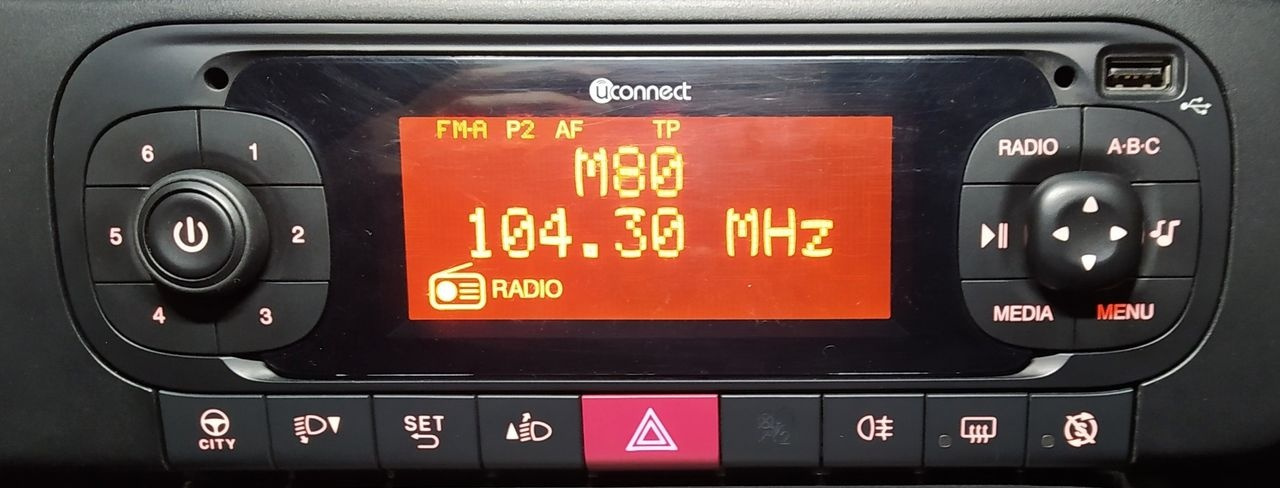 uconnect
FM-A P2 AF TP
M80
104.30 MHz
RADIO
6 1
5 2
4 3
RADIO A·B·C
MEDIA MENU
CITY
SET